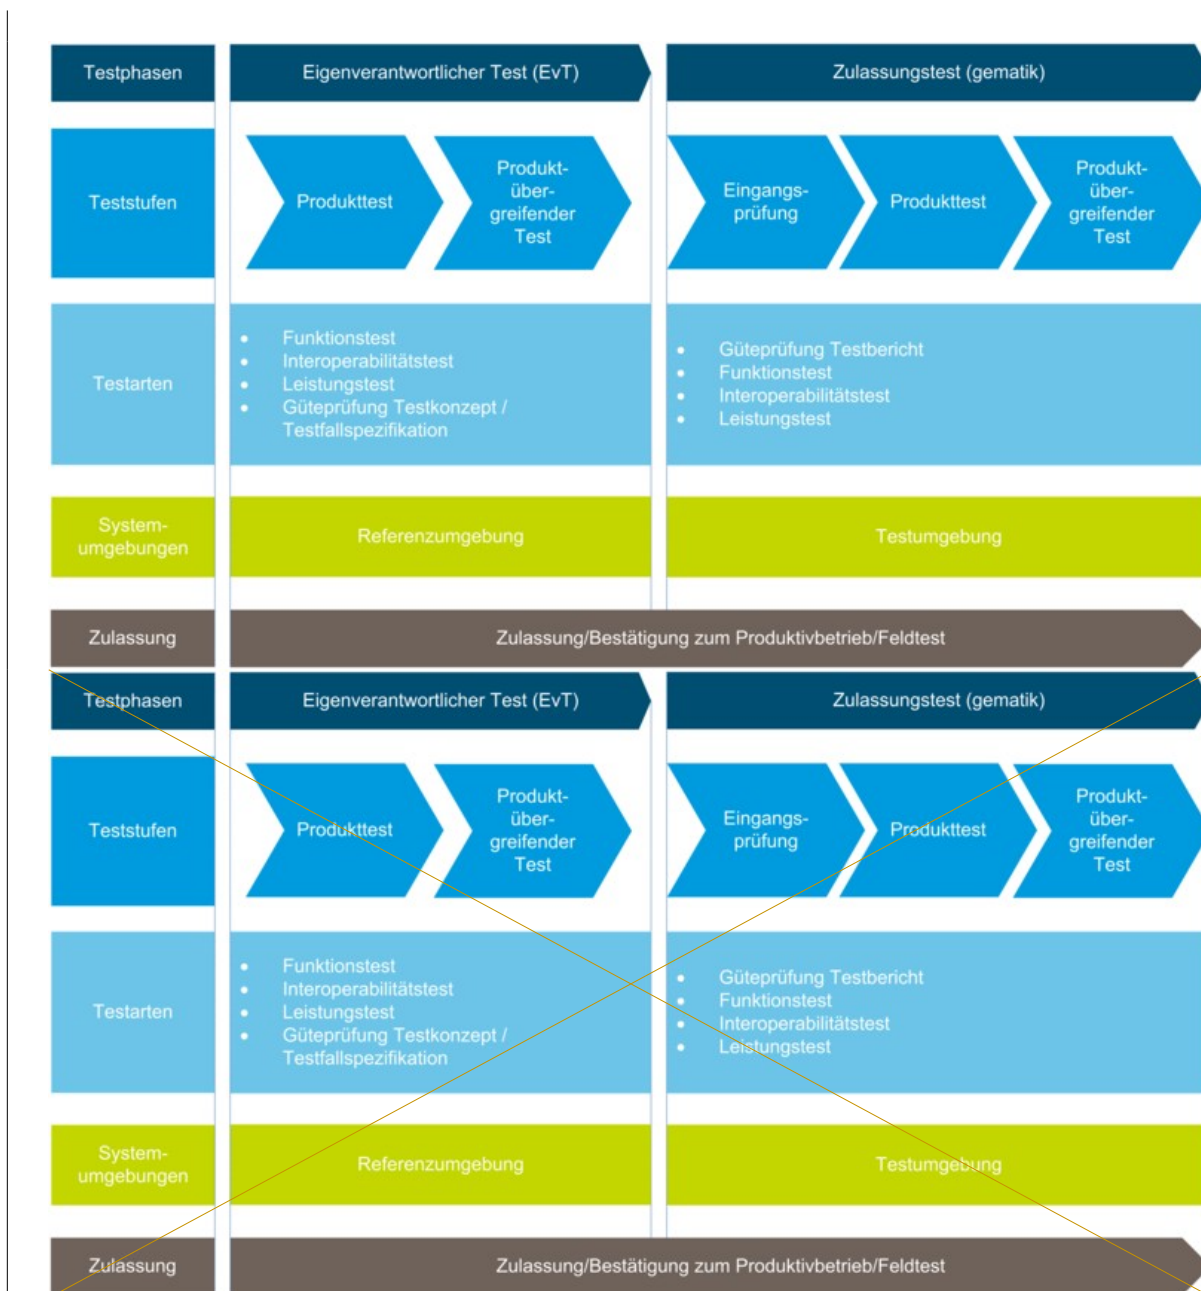 Testphasen
Eigenverantwortlicher Test (EvT)
Zulassungstest (gematik)
Teststufen
Produkttest
Produkt-
über-
greifender
Test
Eingangs-
prüfung
Produkttest
Produkt-
über-
greifender
Test
Testarten
• Funktionstest
• Interoperabilitätstest
• Leistungstest
• Güteprüfung Testkonzept /
Testfallspezifikation
• Güteprüfung Testbericht
• Funktionstest
• Interoperabilitätstest
• Leistungstest
System-
umgebungen
Referenzumgebung
Testumgebung
Zulassung
Zulassung/Bestätigung zum Produktivbetrieb/Feldtest
Testphasen
Eigenverantwortlicher Test (EvT)
Zulassungstest (gematik)
Teststufen
Produkttest
Produkt-
über-
greifender
Test
Eingangs-
prüfung
Produkttest
Produkt-
über-
greifender
Test
Testarten
• Funktionstest
• Interoperabilitätstest
• Leistungstest
• Güteprüfung Testkonzept /
Testfallspezifikation
• Güteprüfung Testbericht
• Funktionstest
• Interoperabilitätstest
• Leistungstest
System-
umgebungen
Referenzumgebung
Testumgebung
Zulassung
Zulassung/Bestätigung zum Produktivbetrieb/Feldtest